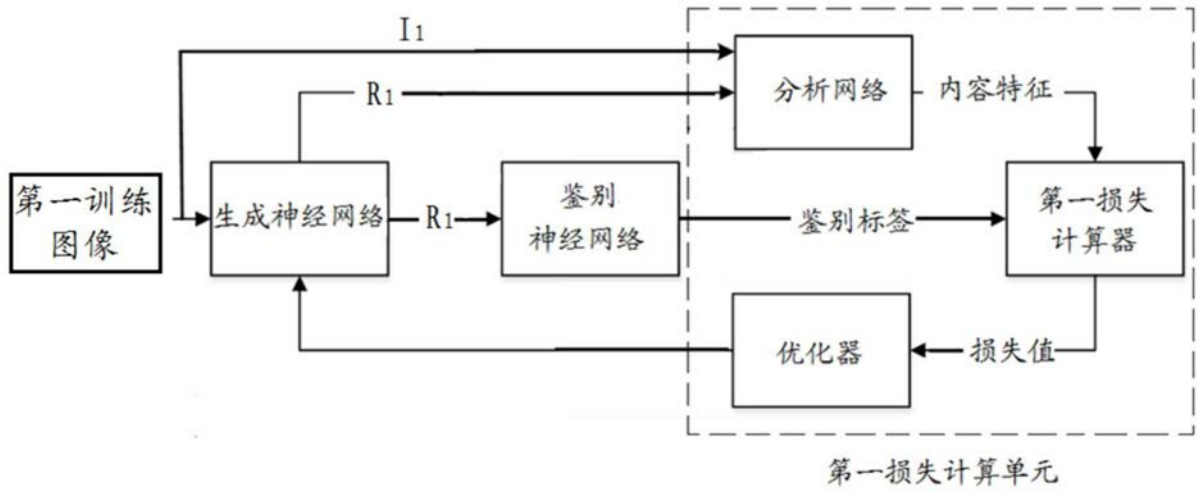 I1
R1
分析网络
内容特征
第一训练
图像
生成神经网络
R1
鉴别
神经网络
鉴别标签
第一损失
计算器
优化器
损失值
第一损失计算单元